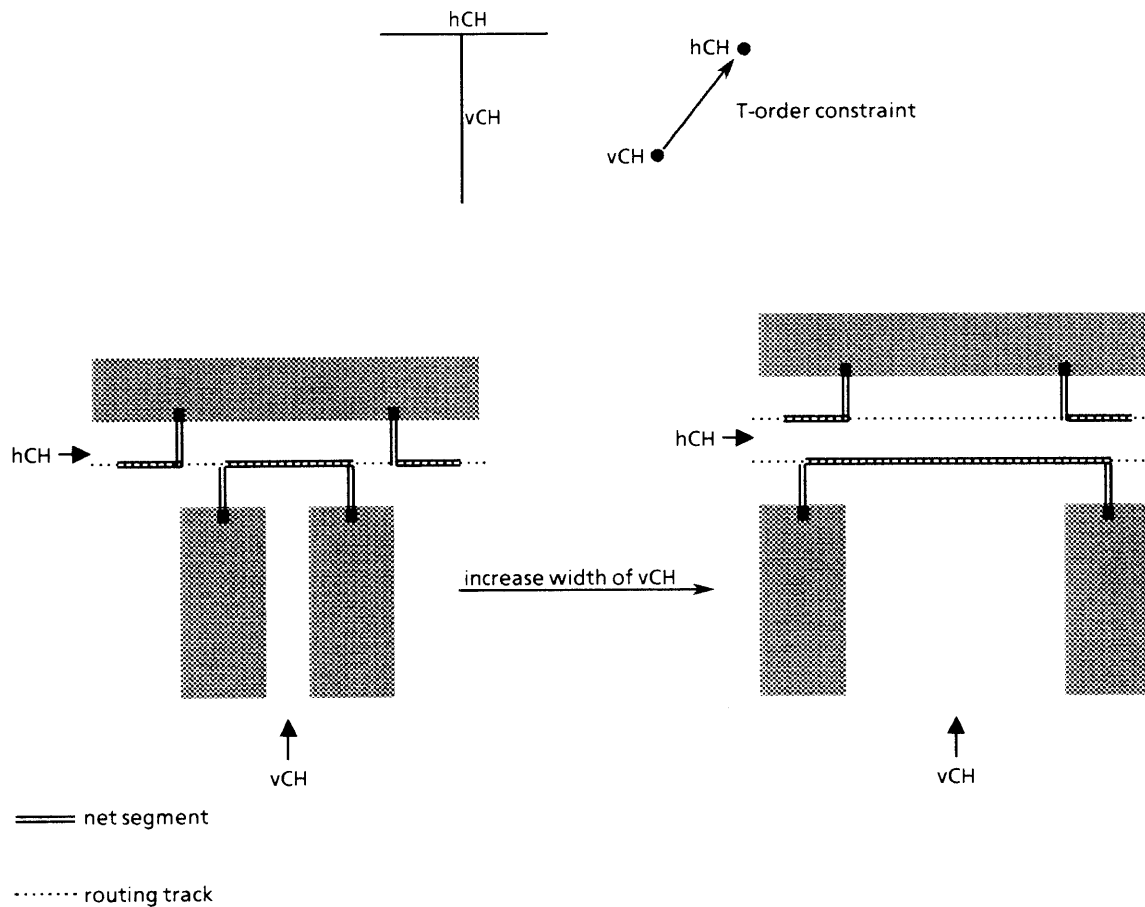 hCH
vCH
hCH
vCH
T-order constraint
hCH
hCH
increase width of vCH
vCH
vCH
net segment
routing track